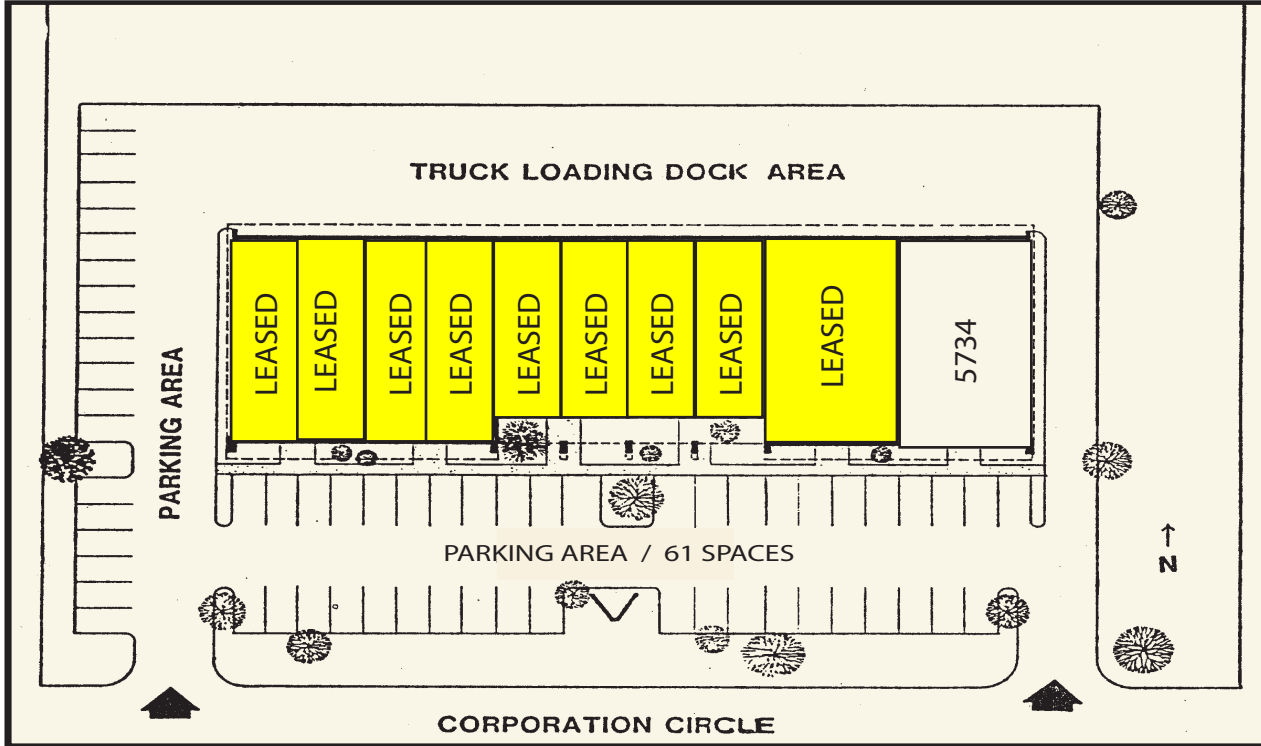 TRUCK LOADING DOCK AREA
LEASED
LEASED
LEASED
LEASED
LEASED
LEASED
LEASED
LEASED
LEASED
5734
PARKING AREA
PARKING AREA / 61 SPACES
↑
N
CORPORATION CIRCLE